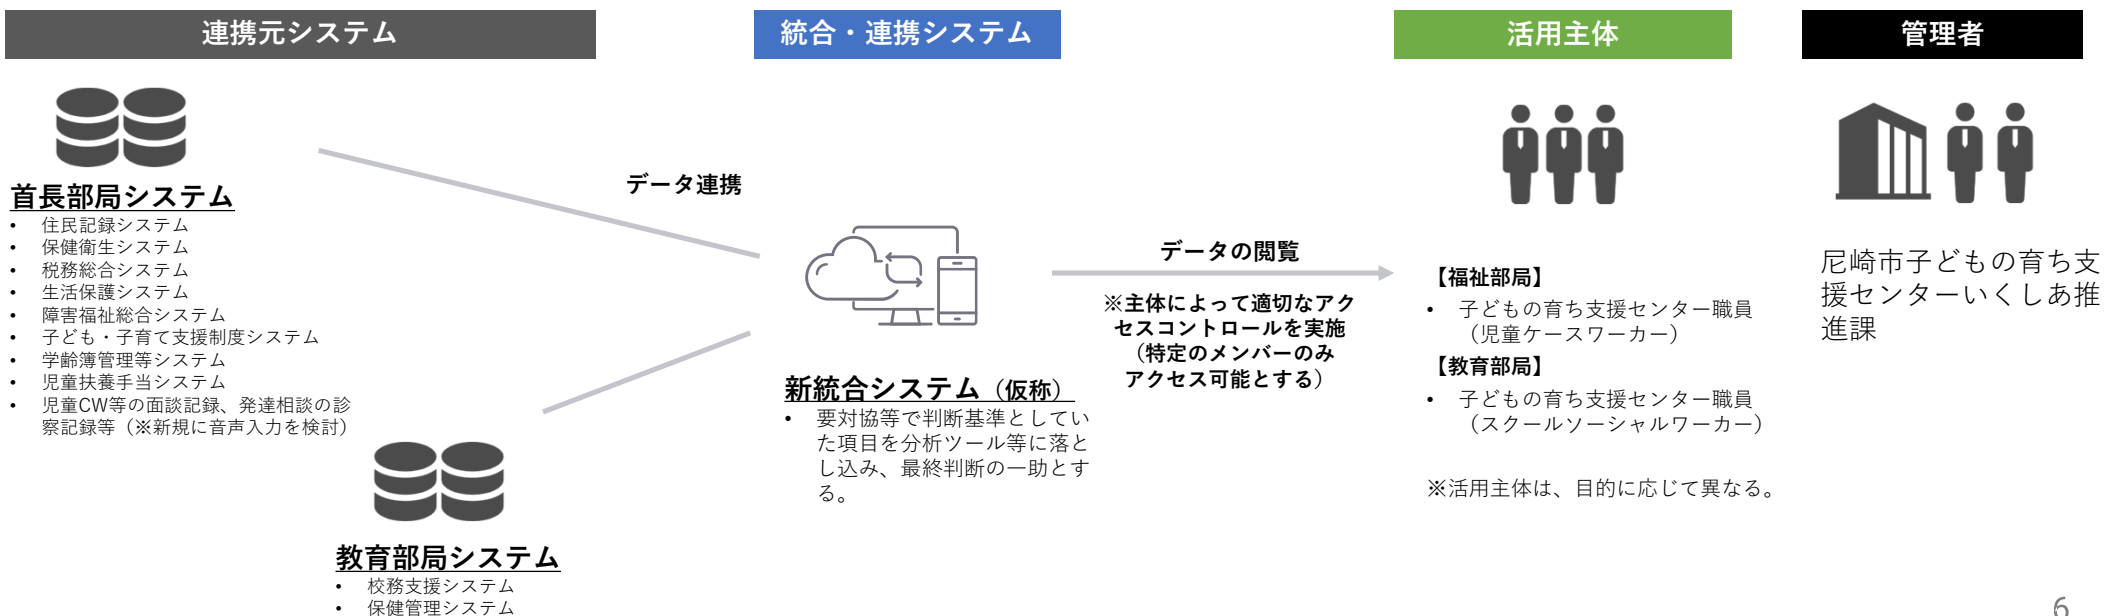 連携元システム
統合・連携システム
活用主体
管理者
首長部局システム
• 住民記録システム
• 保健衛生システム
• 税務総合システム
• 生活保護システム
• 障害福祉総合システム
• 子ども・子育て支援制度システム
• 学齢簿管理等システム
• 児童扶養手当システム
• 児童CW等の面談記録、発達相談の診
察記録等（※新規に音声入力を検討）
教育部局システム
• 校務支援システム
• 保健管理システム
データ連携
新統合システム（仮称）
• 要対協等で判断基準としてい
た項目を分析ツール等に落と
し込み、最終判断の一助とす
る。
データの閲覧
※主体によって適切なアク
セスコントロールを実施
（特定のメンバーのみ
アクセス可能とする）
【福祉部局】
• 子どもの育ち支援センター職員
（児童ケースワーカー）
【教育部局】
• 子どもの育ち支援センター職員
（スクールソーシャルワーカー）
※活用主体は、目的に応じて異なる。
尼崎市子どもの育ち支
援センターいくしあ推
進課
6